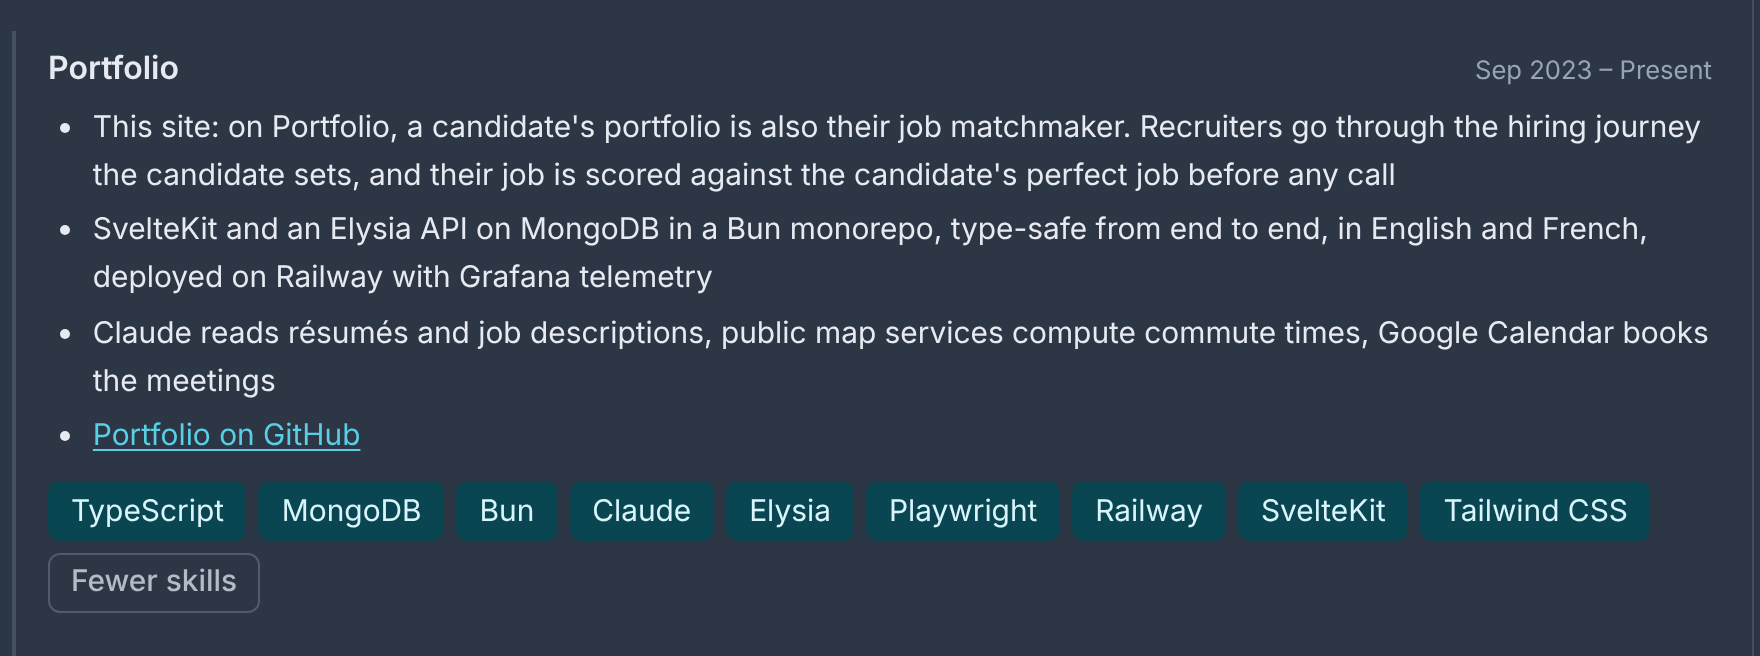 Portfolio
Sep 2023 – Present
This site: on Portfolio, a candidate's portfolio is also their job matchmaker. Recruiters go through the hiring journey
the candidate sets, and their job is scored against the candidate's perfect job before any call
SvelteKit and an Elysia API on MongoDB in a Bun monorepo, type-safe from end to end, in English and French,
deployed on Railway with Grafana telemetry
Claude reads résumés and job descriptions, public map services compute commute times, Google Calendar books
the meetings
Portfolio on GitHub
TypeScript MongoDB Bun Claude Elysia Playwright Railway SvelteKit Tailwind CSS
Fewer skills